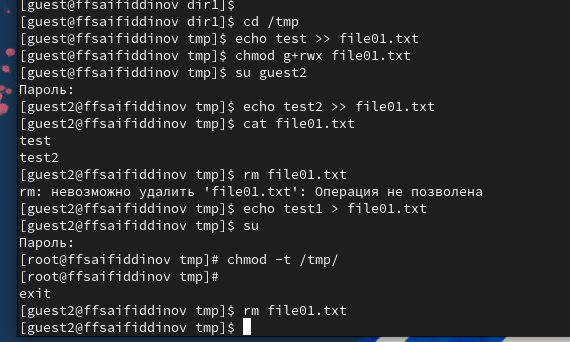 [guest@ffsaifiddinov dir1]$
[guest@ffsaifiddinov dir1]$ cd /tmp
[guest@ffsaifiddinov tmp]$ echo test >> file01.txt
[guest@ffsaifiddinov tmp]$ chmod g+rwx file01.txt
[guest@ffsaifiddinov tmp]$ su guest2
Пароль:
[guest2@ffsaifiddinov tmp]$ echo test2 >> file01.txt
[guest2@ffsaifiddinov tmp]$ cat file01.txt
test
test2
[guest2@ffsaifiddinov tmp]$ rm file01.txt
rm: невозможно удалить 'file01.txt': Операция не позволена
[guest2@ffsaifiddinov tmp]$ echo test1 > file01.txt
[guest2@ffsaifiddinov tmp]$ su
Пароль:
[root@ffsaifiddinov tmp]# chmod -t /tmp/
[root@ffsaifiddinov tmp]#
exit
[guest2@ffsaifiddinov tmp]$ rm file01.txt
[guest2@ffsaifiddinov tmp]$